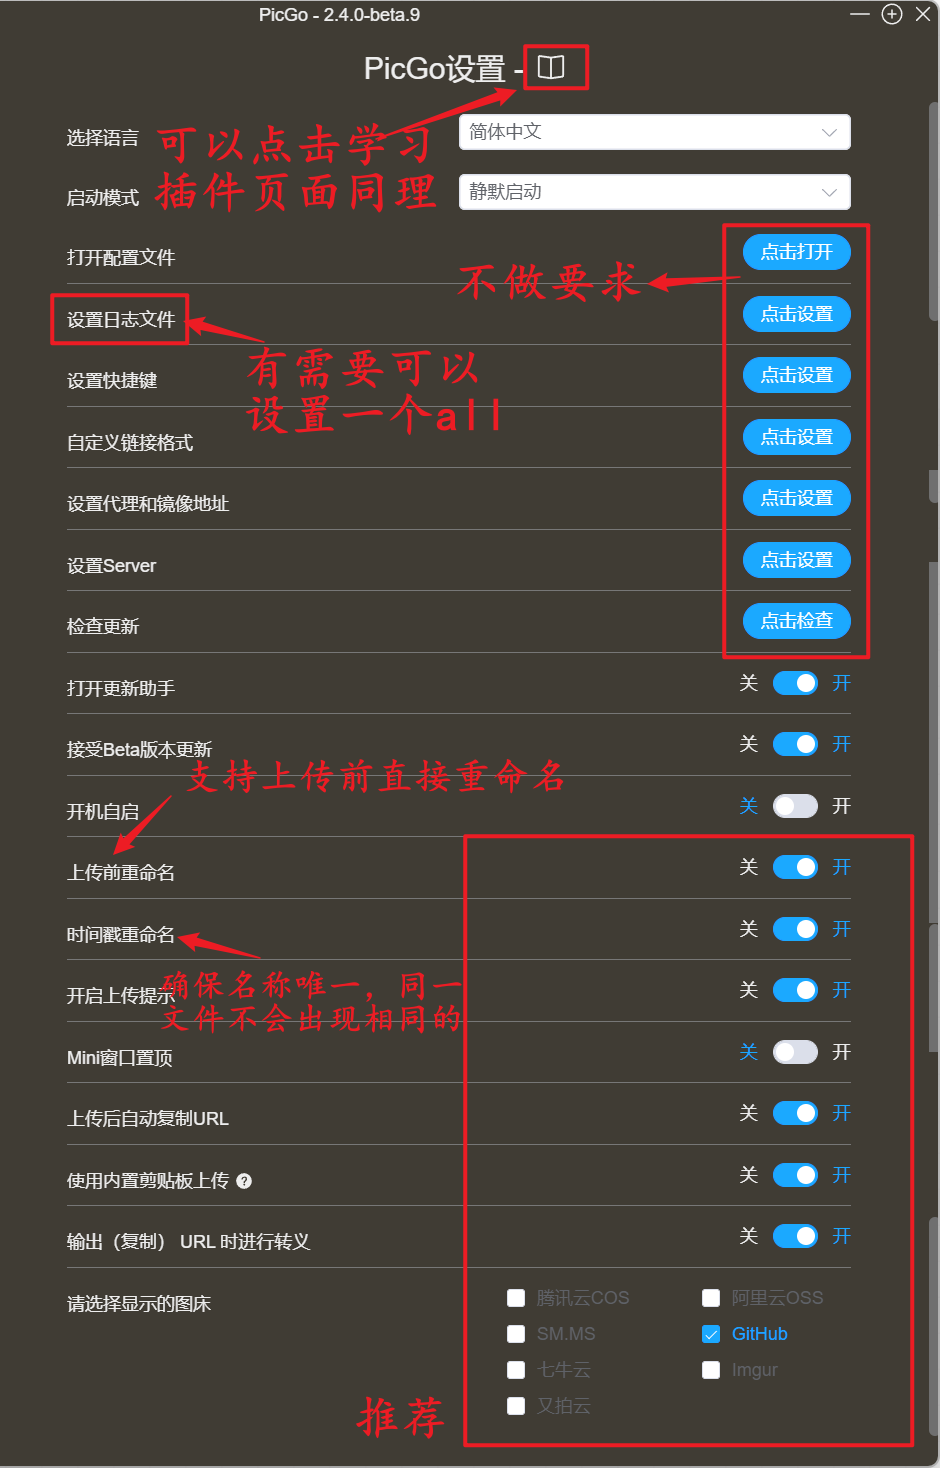 PicGo - 2.4.0-beta.9
PicGo设置 -
选择语言
简体中文
可以点击学习
插件页面同理
启动模式
静默启动
打开配置文件
点击打开
不做要求
设置日志文件
点击设置
有需要可以
设置一个all
设置快捷键
点击设置
自定义链接格式
点击设置
设置代理和镜像地址
点击设置
设置Server
点击设置
检查更新
点击检查
打开更新助手
关 开
接受Beta版本更新
关 开
支持上传前直接重命名
开机自启
关 开
上传前重命名
关 开
时间戳重命名
关 开
确保名称唯一，同一
文件不会出现相同的
开启上传提示
关 开
Mini窗口置顶
关 开
上传后自动复制URL
关 开
使用内置剪贴板上传 ?
关 开
输出（复制） URL 时进行转义
关 开
请选择显示的图床
腾讯云COS 阿里云OSS
SM.MS GitHub
七牛云 Imgur
又拍云
推荐